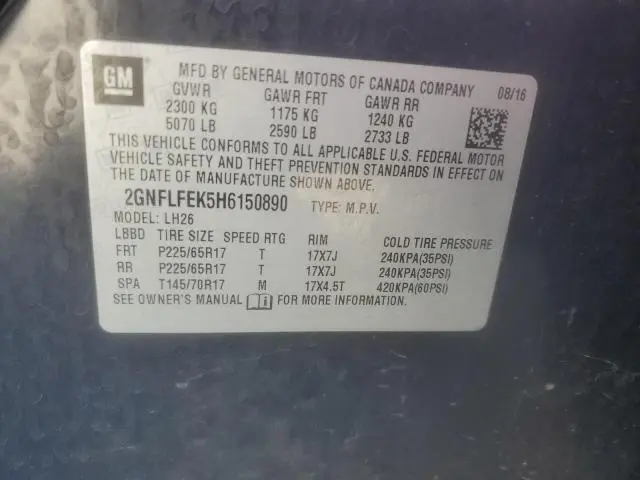 GM
MFD BY GENERAL MOTORS OF CANADA COMPANY 08/16
GVWR GAWR FRT GAWR RR
2300 KG 1175 KG 1240 KG
5070 LB 2590 LB 2733 LB
THIS VEHICLE CONFORMS TO ALL APPLICABLE U.S. FEDERAL MOTOR
VEHICLE SAFETY AND THEFT PREVENTION STANDARDS IN EFFECT ON
THE DATE OF MANUFACTURE SHOWN ABOVE.
2GNFLFEK5H6150890 TYPE: M.P.V.
MODEL: LH26
LBBD TIRE SIZE SPEED RTG RIM COLD TIRE PRESSURE
FRT P225/65R17 T 17X7J 240KPA(35PSI)
RR P225/65R17 T 17X7J 240KPA(35PSI)
SPA T145/70R17 M 17X4.5T 420KPA(60PSI)
SEE OWNER'S MANUAL FOR MORE INFORMATION.